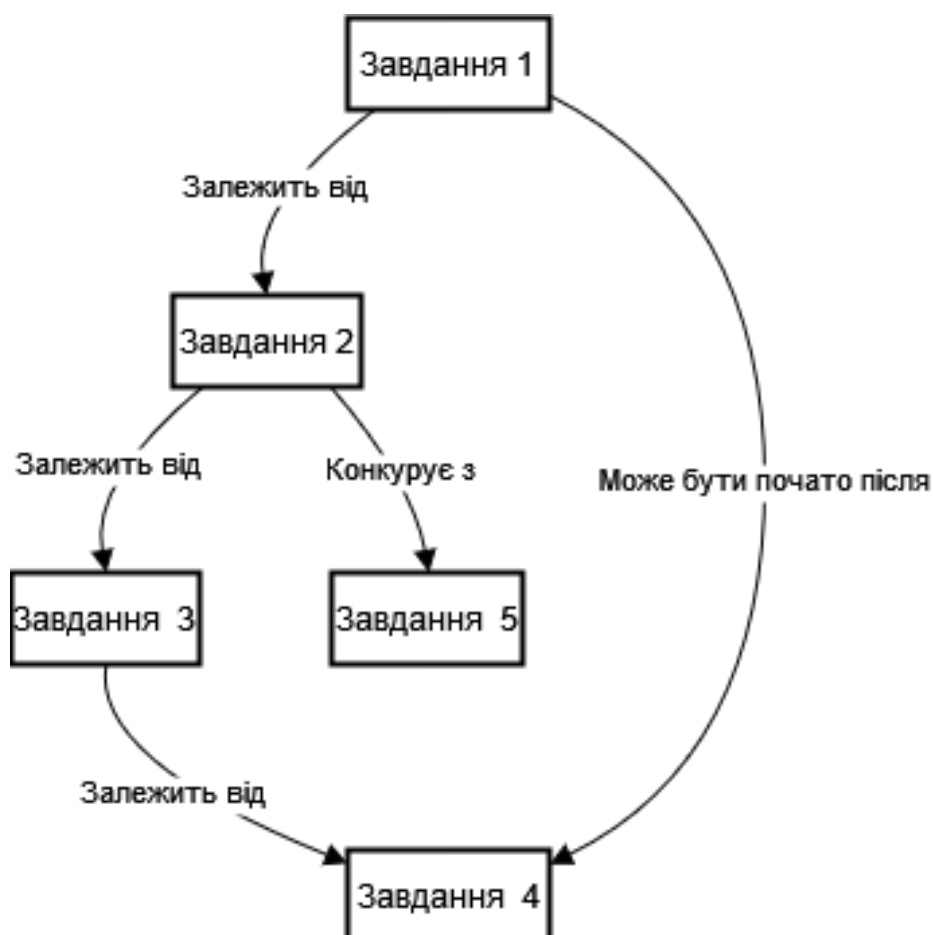 Завдання 1
Залежить від
Завдання 2
Залежить від
Конкурує з
Може бути почато після
Завдання 3
Завдання 5
Залежить від
Завдання 4